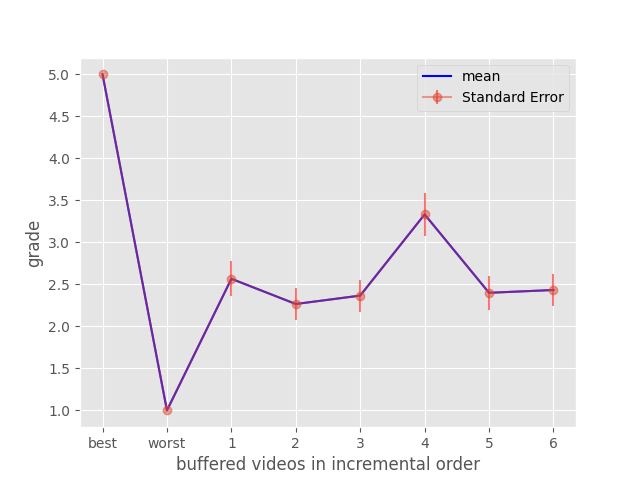 mean
Standard Error
5.0
4.5
4.0
3.5
3.0
2.5
2.0
1.5
1.0
grade
best worst 1 2 3 4 5 6
buffered videos in incremental order